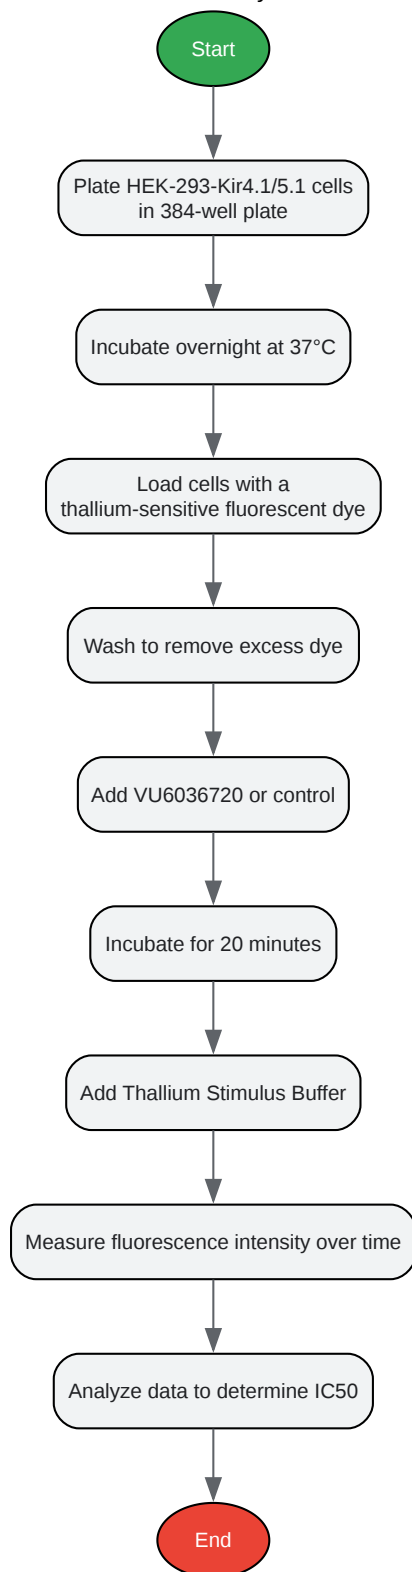 Start
Plate HEK-293-Kir4.1/5.1 cells
in 384-well plate
Incubate overnight at 37°C
Load cells with a
thallium-sensitive fluorescent dye
Wash to remove excess dye
Add VU6036720 or control
Incubate for 20 minutes
Add Thallium Stimulus Buffer
Measure fluorescence intensity over time
Analyze data to determine IC50
End